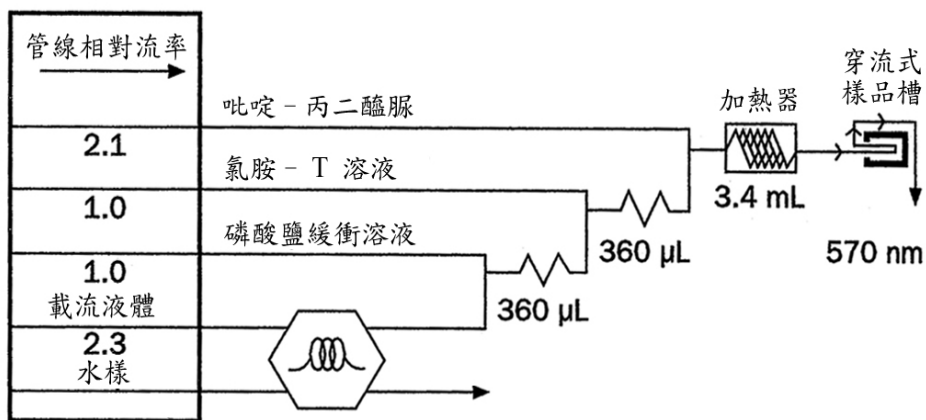 管線相對流率
吡啶 – 丙二醯脲
2.1
氯胺 – T 溶液
1.0
磷酸鹽緩衝溶液
1.0
載流液體
2.3
水樣
360 μL
360 μL
加熱器
3.4 mL
穿流式
樣品槽
570 nm